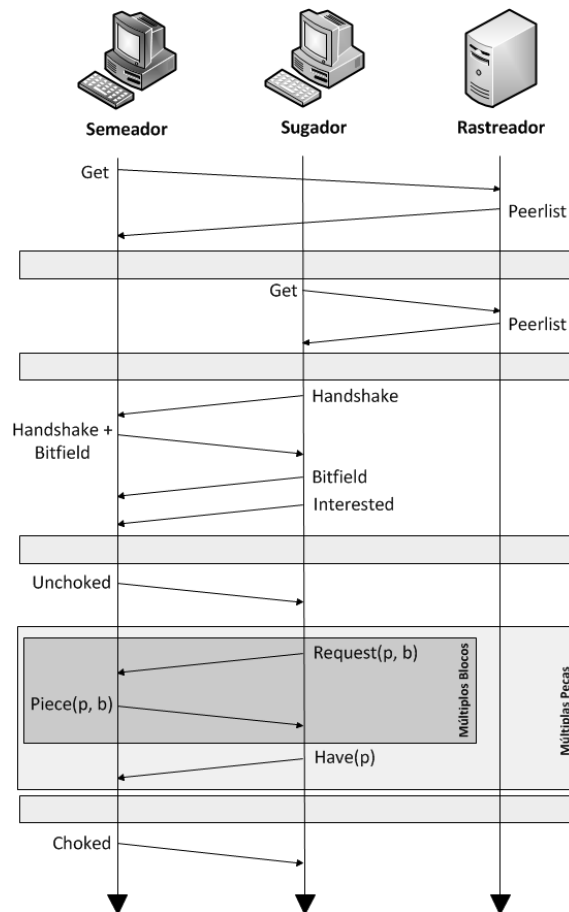 Semeador
Sugador
Rastreador
Get
Peerlist
Get
Peerlist
Handshake
Handshake +
Bitfield
Bitfield
Interested
Unchoked
Request(p, b)
Piece(p, b)
Múltiplos Blocos
Múltiplas Peças
Have(p)
Choked